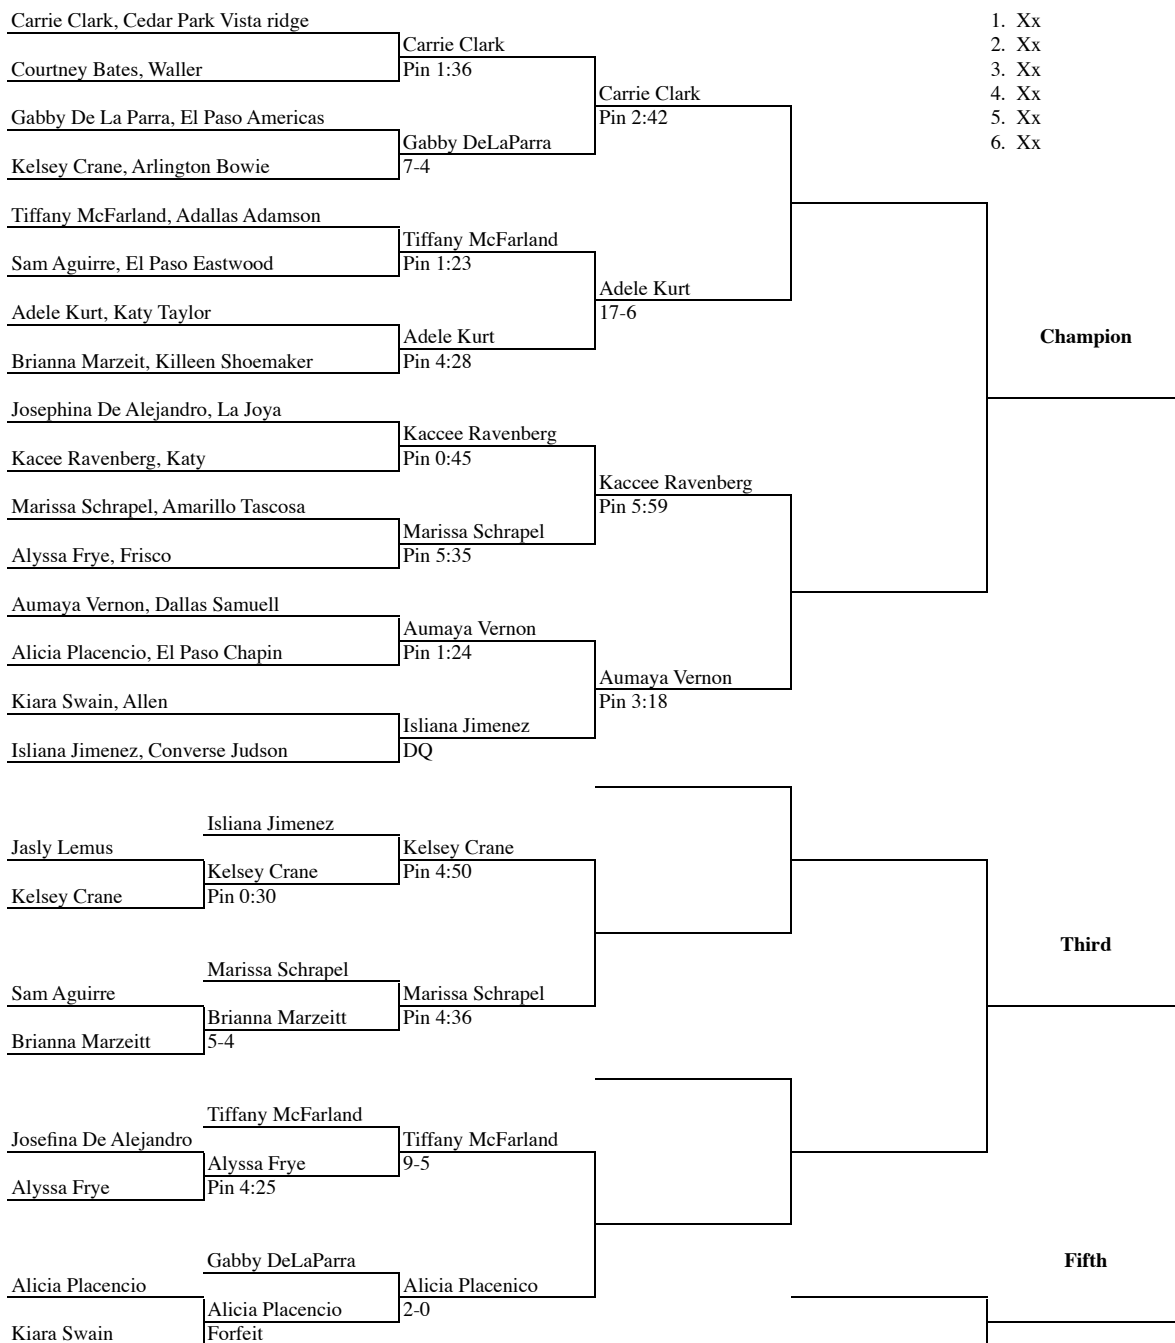 Carrie Clark, Cedar Park Vista ridge
Courtney Bates, Waller
Gabby De La Parra, El Paso Americas
Kelsey Crane, Arlington Bowie
Tiffany McFarland, Adallas Adamson
Sam Aguirre, El Paso Eastwood
Adele Kurt, Katy Taylor
Brianna Marzeit, Killeen Shoemaker
Josephina De Alejandro, La Joya
Kacee Ravenberg, Katy
Marissa Schrapel, Amarillo Tascosa
Alyssa Frye, Frisco
Aumaya Vernon, Dallas Samuell
Alicia Placencio, El Paso Chapin
Kiara Swain, Allen
Isliana Jimenez, Converse Judson
Carrie Clark
Pin 1:36
Gabby DeLaParra
7-4
Tiffany McFarland
Pin 1:23
Adele Kurt
Pin 4:28
Kaccee Ravenberg
Pin 0:45
Marissa Schrapel
Pin 5:35
Aumaya Vernon
Pin 1:24
Isliana Jimenez
DQ
Carrie Clark
Pin 2:42
Adele Kurt
17-6
Kaccee Ravenberg
Pin 5:59
Aumaya Vernon
Pin 3:18
1. Xx
2. Xx
3. Xx
4. Xx
5. Xx
6. Xx
Champion
Jasly Lemus
Kelsey Crane
Sam Aguirre
Brianna Marzeitt
Josefina De Alejandro
Alyssa Frye
Alicia Placencio
Kiara Swain
Isliana Jimenez
Kelsey Crane
Pin 0:30
Marissa Schrapel
Brianna Marzeitt
5-4
Tiffany McFarland
Alyssa Frye
Pin 4:25
Gabby DeLaParra
Alicia Placencio
Forfeit
Kelsey Crane
Pin 4:50
Marissa Schrapel
Pin 4:36
Tiffany McFarland
9-5
Alicia Placenico
2-0
Third
Fifth